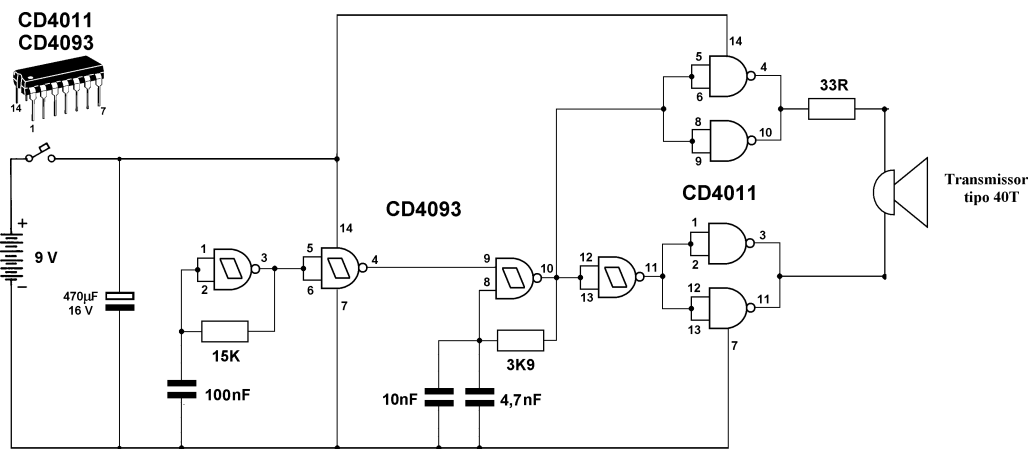 CD4011
CD4093
14
7
1
+
9 V
-
470µF
16 V
1
2
3
15K
100nF
14
5
6
4
7
CD4093
9
8
10
3K9
10nF
4,7nF
12
13
11
14
5
6
4
8
9
10
33R
CD4011
1
2
3
12
13
11
7
Transmissor
tipo 40T